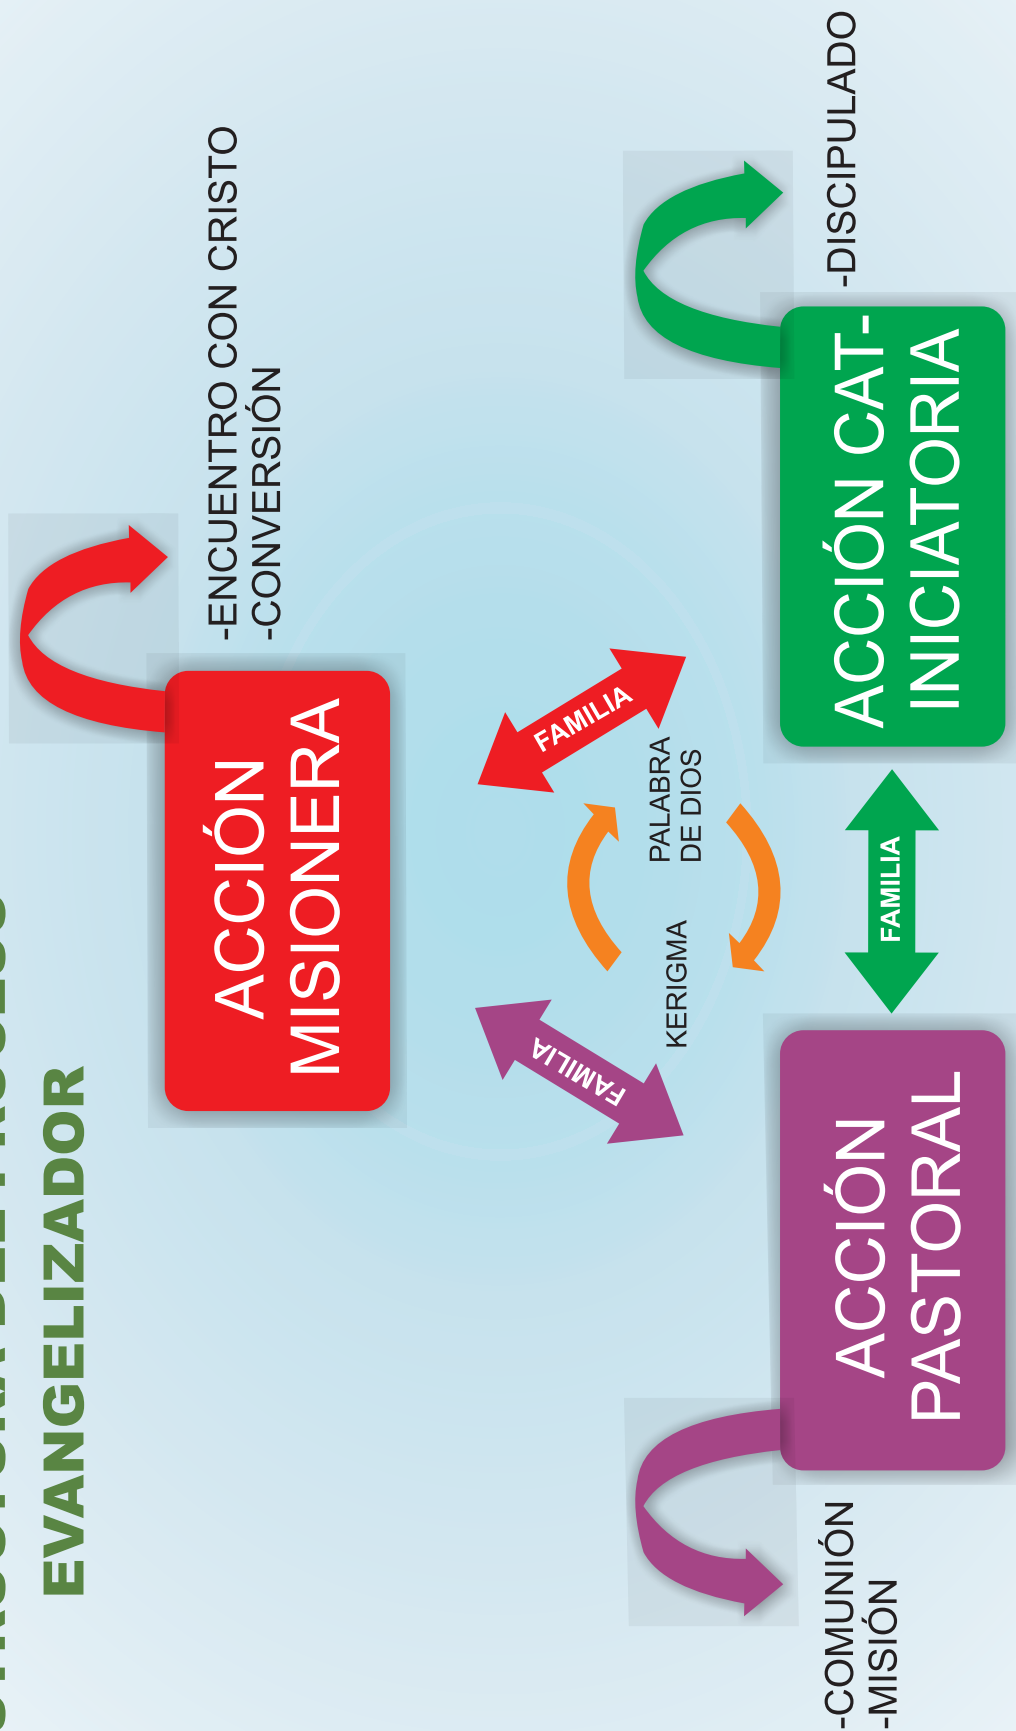 EVANGELIZADOR
ACCIÓN
MISIONERA
-ENCUENTRO CON CRISTO
-CONVERSIÓN
FAMILIA
FAMILIA
KERIGMA
PALABRA
DE DIOS
-COMUNIÓN
-MISIÓN
ACCIÓN
PASTORAL
FAMILIA
ACCIÓN CAT-
INICIATORIA
-DISCIPULADO